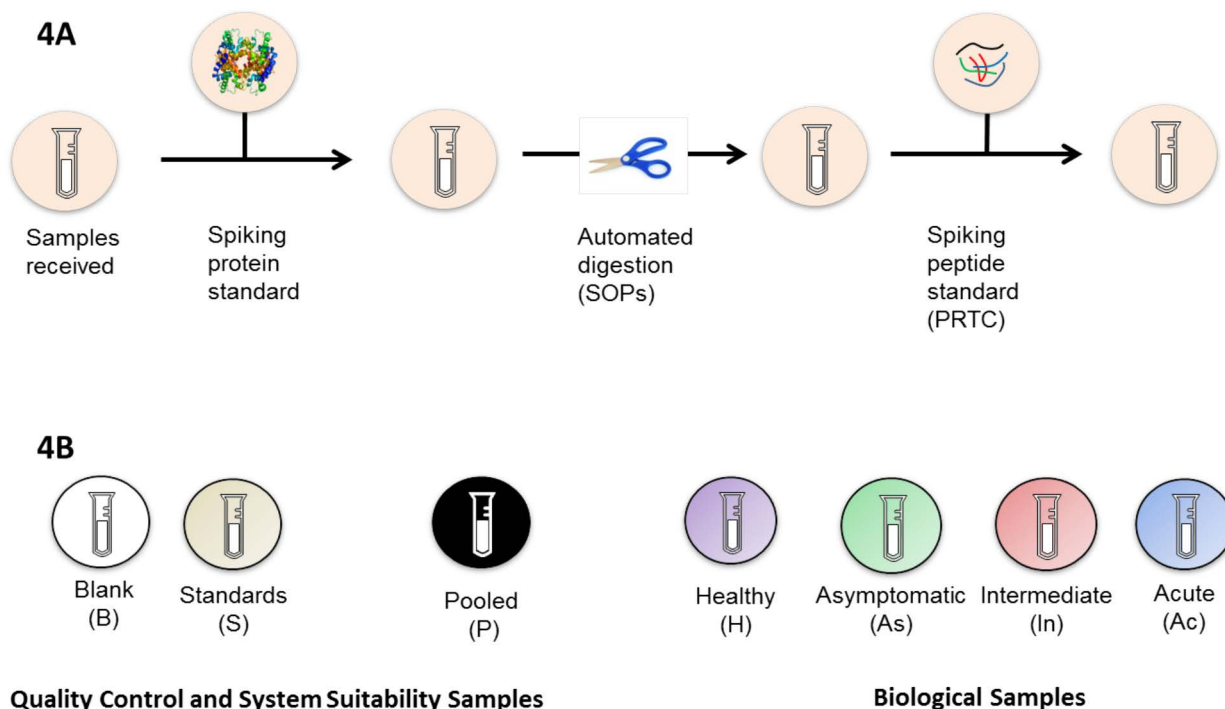 4A
Samples
received
Spiking
protein
standard
Automated
digestion
(SOPs)
Spiking
peptide
standard
(PRTC)
4B
Blank
(B)
Standards
(S)
Pooled
(P)
Healthy
(H)
Asymptomatic
(As)
Intermediate
(In)
Acute
(Ac)
Quality Control and System Suitability Samples
Biological Samples